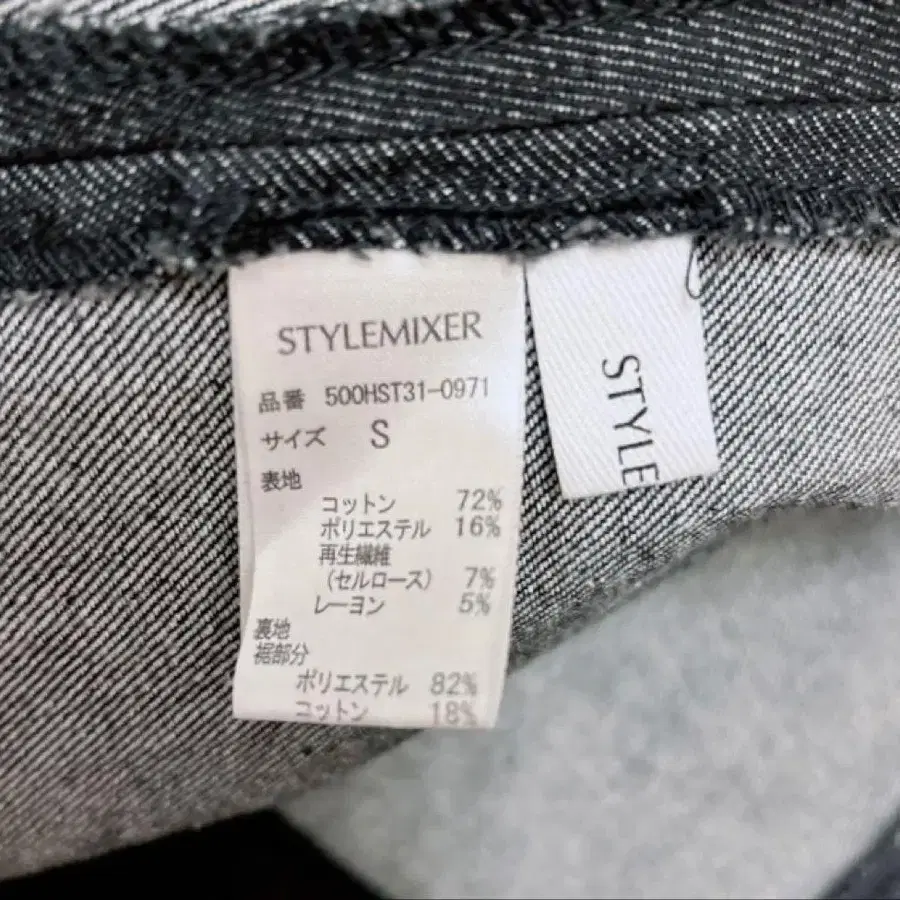 STYLEMIXER
品番 500HST31-0971
サイズ S
表地
コットン 72%
ポリエステル 16%
再生繊維
(セルロース) 7%
レーヨン 5%
裏地
裾部分
ポリエステル 82%
コットン 18%
STYLE